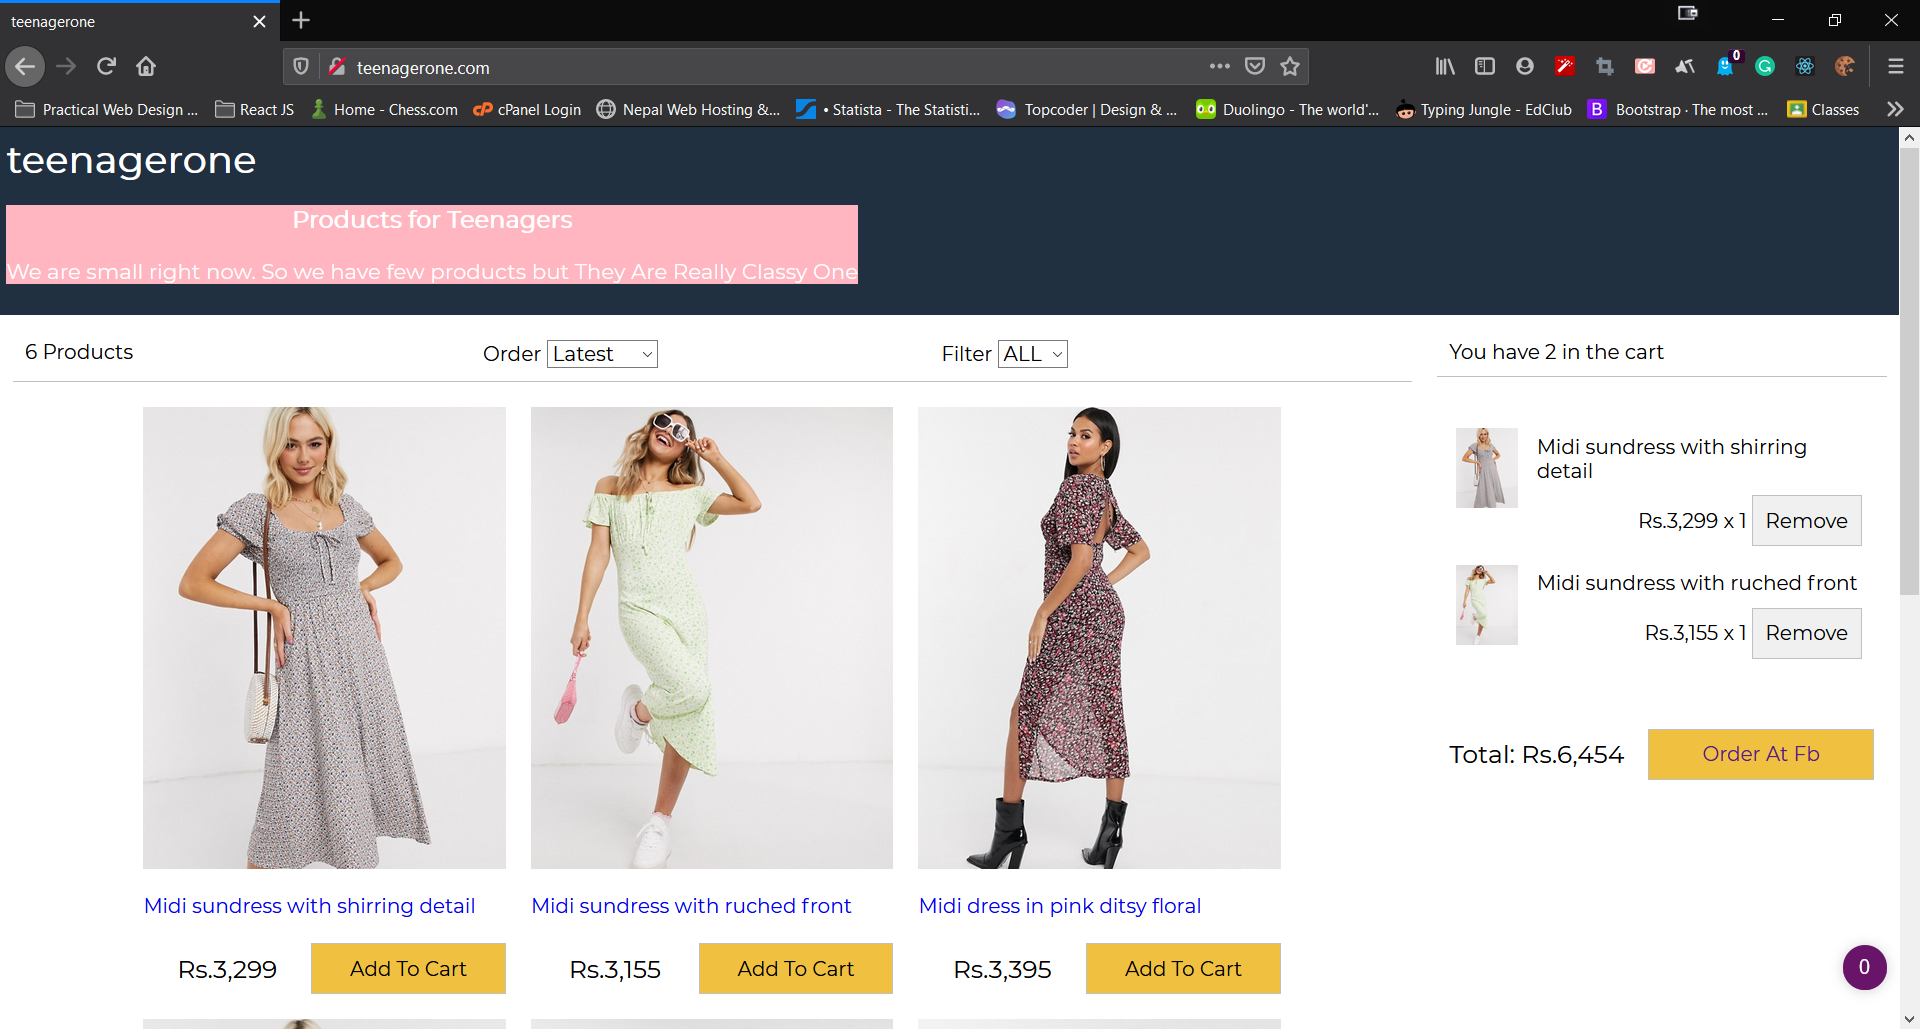 teenagerone
teenagerone.com
0
Practical Web Design ... React JS Home - Chess.com cPanel Login Nepal Web Hosting &... • Statista - The Statisti... Topcoder | Design & ... Duolingo - The world'... Typing Jungle - EdClub Bootstrap · The most ... Classes
teenagerone
Products for Teenagers
We are small right now. So we have few products but They Are Really Classy One
6 Products Order Latest Filter ALL
You have 2 in the cart
Midi sundress with shirring
detail
Rs.3,299 x 1 Remove
Midi sundress with ruched front
Rs.3,155 x 1 Remove
Total: Rs.6,454 Order At Fb
Midi sundress with shirring detail
Rs.3,299 Add To Cart
Midi sundress with ruched front
Rs.3,155 Add To Cart
Midi dress in pink ditsy floral
Rs.3,395 Add To Cart
0